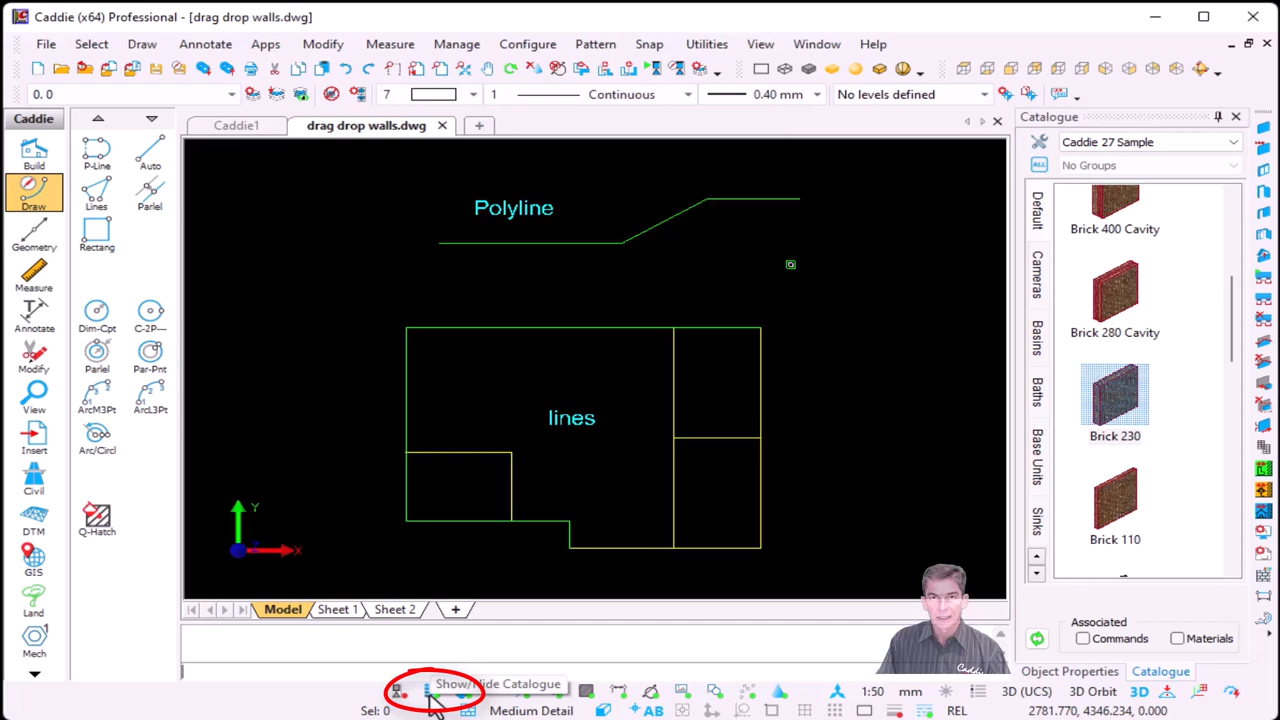 Caddie (x64) Professional - [drag drop walls.dwg]
File Select Draw Annotate Apps Modify Measure Manage Configure Pattern Snap Utilities View Window Help
0. 0 7 1 Continuous 0.40 mm No levels defined
Caddie Caddie1 drag drop walls.dwg Catalogue
Caddie 27 Sample
ALL No Groups
Build P-Line Auto
Draw Lines Parlel
Geometry Rectang
Measure
Annotate Dim-Cpt C-2P---
Modify Parlel Par-Pnt
View ArcM3Pt ArcL3Pt
Insert Arc/Circl
Civil
DTM Q-Hatch
GIS
Land
Mech
Polyline
lines
Y
X
Z
Default
Cameras
Basins
Baths
Base Units
Sinks
Brick 400 Cavity
Brick 280 Cavity
Brick 230
Brick 110
Model Sheet 1 Sheet 2
Associated
Commands Materials
Caddie
Object Properties Catalogue
Show/Hide Catalogue
1:50 mm 3D (UCS) 3D
Sel: 0 Medium Detail AB REL 2781.770, 4346.234, 0.000